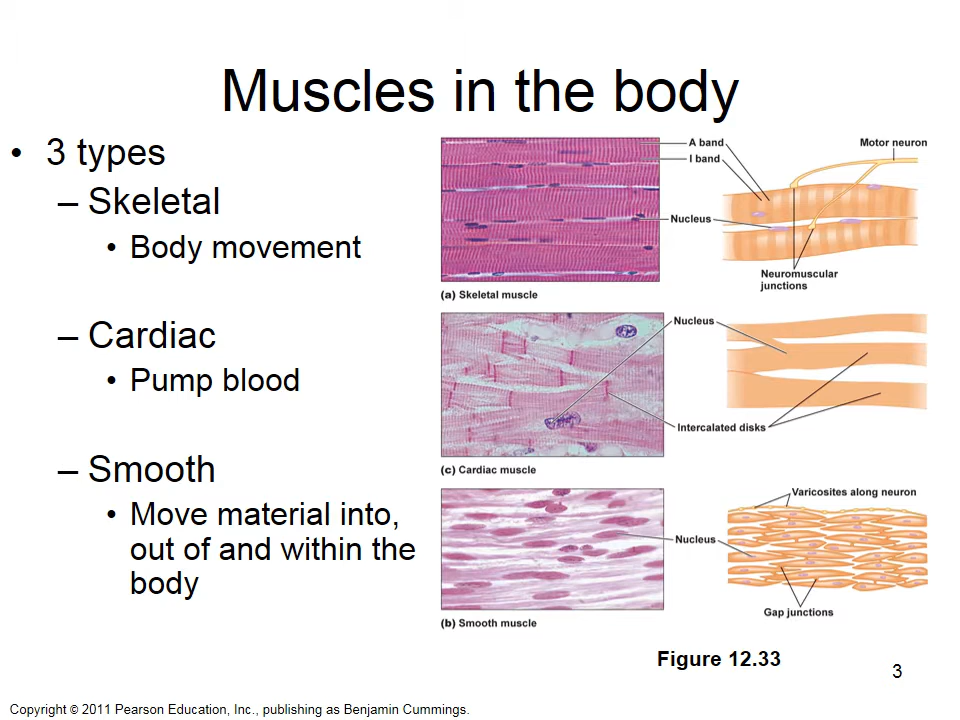 Muscles in the body
• 3 types
– Skeletal
• Body movement
– Cardiac
• Pump blood
– Smooth
• Move material into,
out of and within the
body
A band
I band
Motor neuron
Nucleus
Neuromuscular
junctions
(a) Skeletal muscle
Nucleus
Intercalated disks
(c) Cardiac muscle
Varicosites along neuron
Nucleus
Gap junctions
(b) Smooth muscle
Figure 12.33
3
Copyright © 2011 Pearson Education, Inc., publishing as Benjamin Cummings.